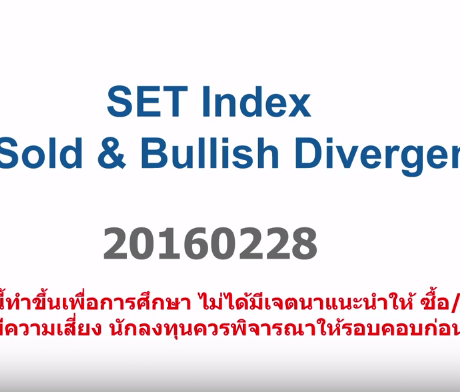 SET Index
Sold & Bullish Diverger
20160228
นี้ทำขึ้นเพื่อการศึกษา ไม่ได้มีเจตนาแนะนำให้ ซื้อ/
มีความเสี่ยง นักลงทุนควรพิจารณาให้รอบคอบก่อน